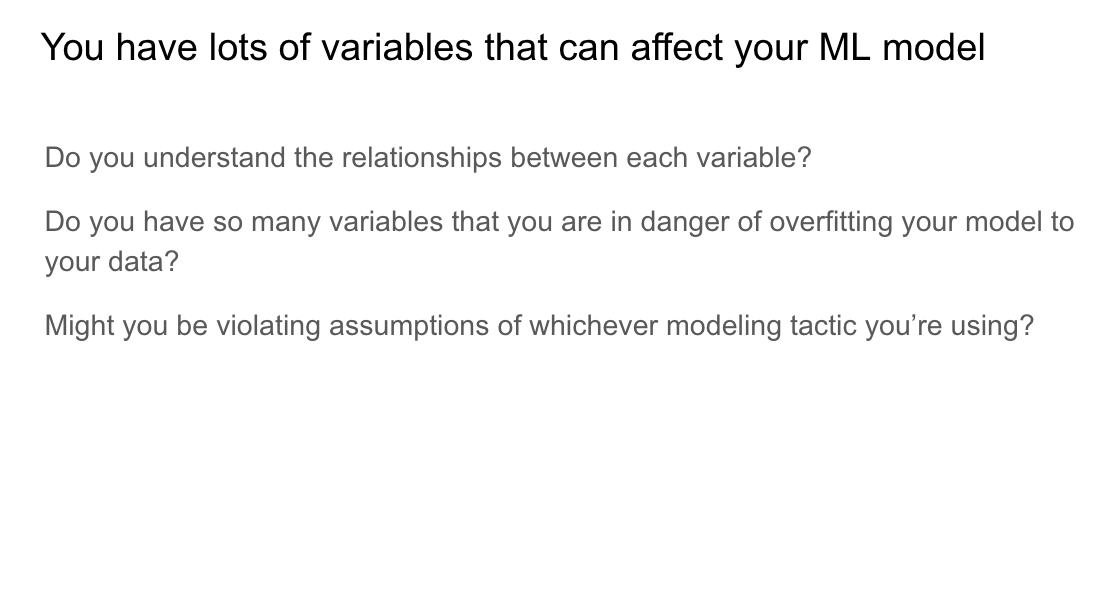 You have lots of variables that can affect your ML model
Do you understand the relationships between each variable?
Do you have so many variables that you are in danger of overfitting your model to
your data?
Might you be violating assumptions of whichever modeling tactic you’re using?